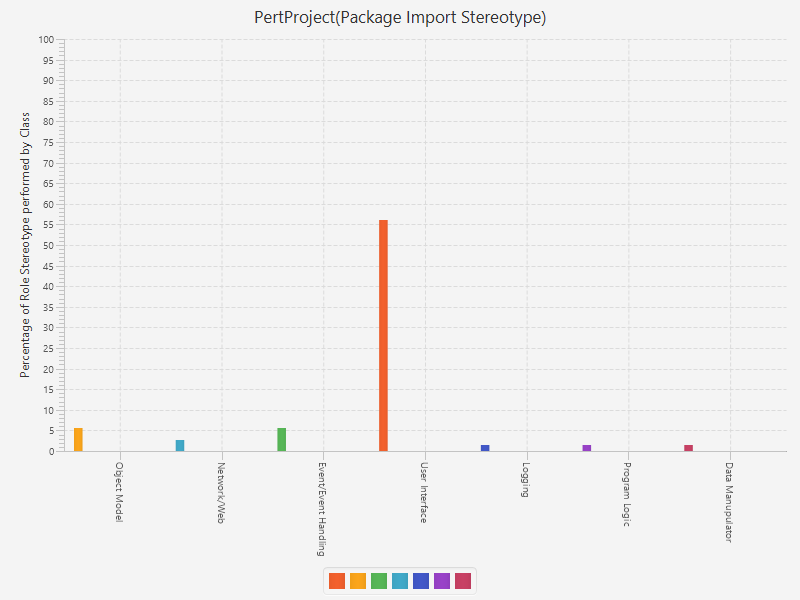 PertProject(Package Import Stereotype)
Percentage of Role Stereotype performed by Class
100
95
90
85
80
75
70
65
60
55
50
45
40
35
30
25
20
15
10
5
0
Object Model
Network/Web
Event/Event Handling
User Interface
Logging
Program Logic
Data Manupulator